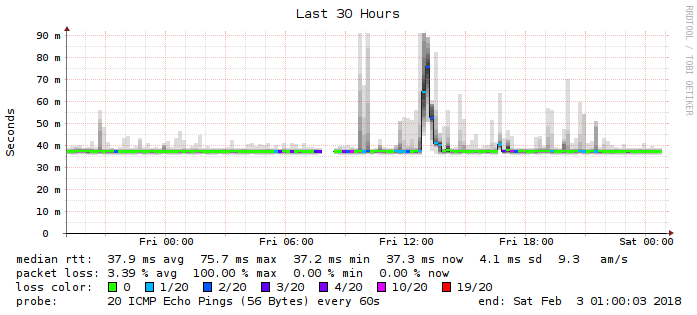 Last 30 Hours
RRDTOOL / TOBI OETIKER
Seconds
90 m
80 m
70 m
60 m
50 m
40 m
30 m
20 m
10 m
0
Fri 00:00 Fri 06:00 Fri 12:00 Fri 18:00 Sat 00:00
median rtt: 37.9 ms avg 75.7 ms max 37.2 ms min 37.3 ms now 4.1 ms sd 9.3 am/s
packet loss: 3.39 % avg 100.00 % max 0.00 % min 0.00 % now
loss color: 0 1/20 2/20 3/20 4/20 10/20 19/20
probe: 20 ICMP Echo Pings (56 Bytes) every 60s end: Sat Feb 3 01:00:03 2018